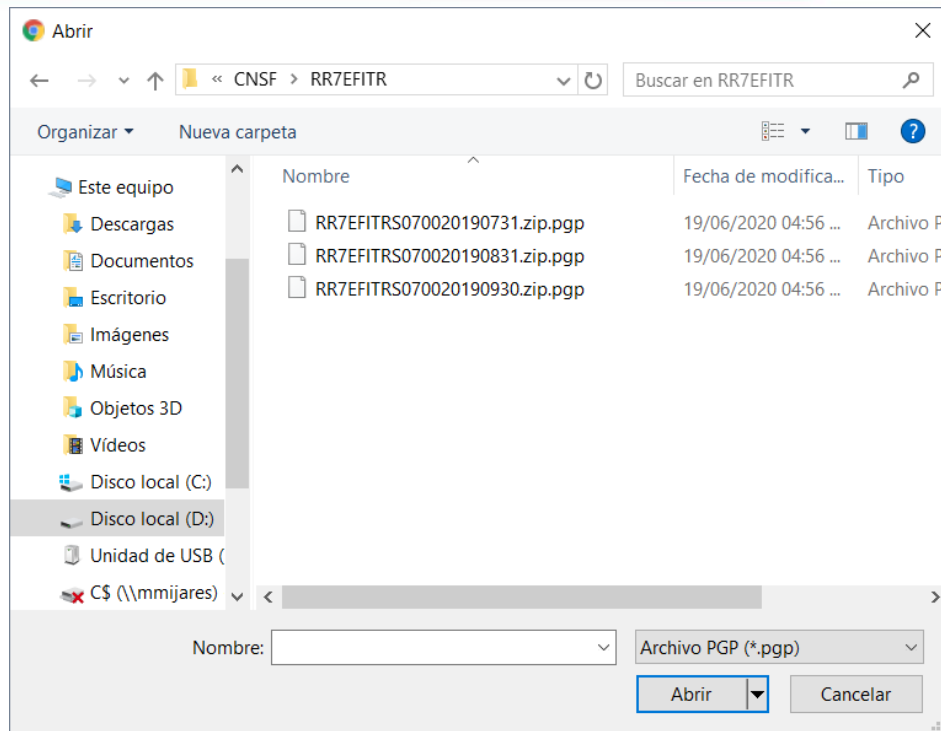 Abrir
« CNSF > RR7EFITR
Buscar en RR7EFITR
Organizar
Nueva carpeta
?
Nombre
Fecha de modifica...
Tipo
RR7EFITRS070020190731.zip.pgp 19/06/2020 04:56 ... Archivo P
RR7EFITRS070020190831.zip.pgp 19/06/2020 04:56 ... Archivo P
RR7EFITRS070020190930.zip.pgp 19/06/2020 04:56 ... Archivo P
Este equipo
Descargas
Documentos
Escritorio
Imágenes
Música
Objetos 3D
Vídeos
Disco local (C:)
Disco local (D:)
Unidad de USB (
C$ (\\mmijares)
Nombre:
Archivo PGP (*.pgp)
Abrir
Cancelar